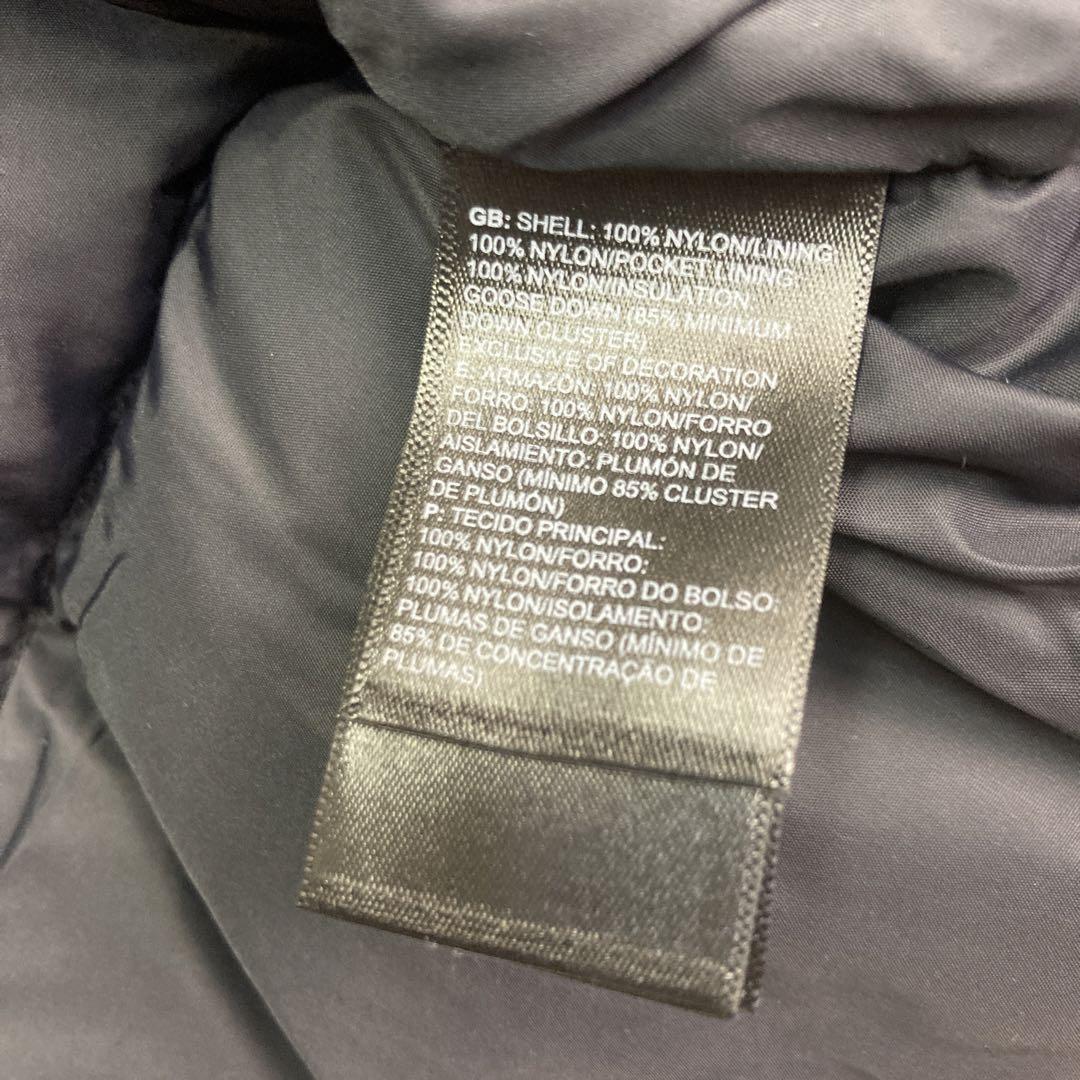 GB: SHELL: 100% NYLON/LINING
100% NYLON/POCKET LINING:
100% NYLON/INSULATION
GOOSE DOWN (85% MINIMUM
DOWN CLUSTER)
EXCLUSIVE OF DECORATION
E: ARMAZÓN: 100% NYLON/
FORRO: 100% NYLON/FORRO
DEL BOLSILLO: 100% NYLON/
AISLAMIENTO: PLUMÓN DE
GANSO (MÍNIMO 85% CLUSTER
DE PLUMÓN)
P: TECIDO PRINCIPAL:
100% NYLON/FORRO:
100% NYLON/FORRO DO BOLSO:
100% NYLON/ISOLAMENTO:
PLUMAS DE GANSO (MÍNIMO DE
85% DE CONCENTRAÇÃO DE
PLUMAS)